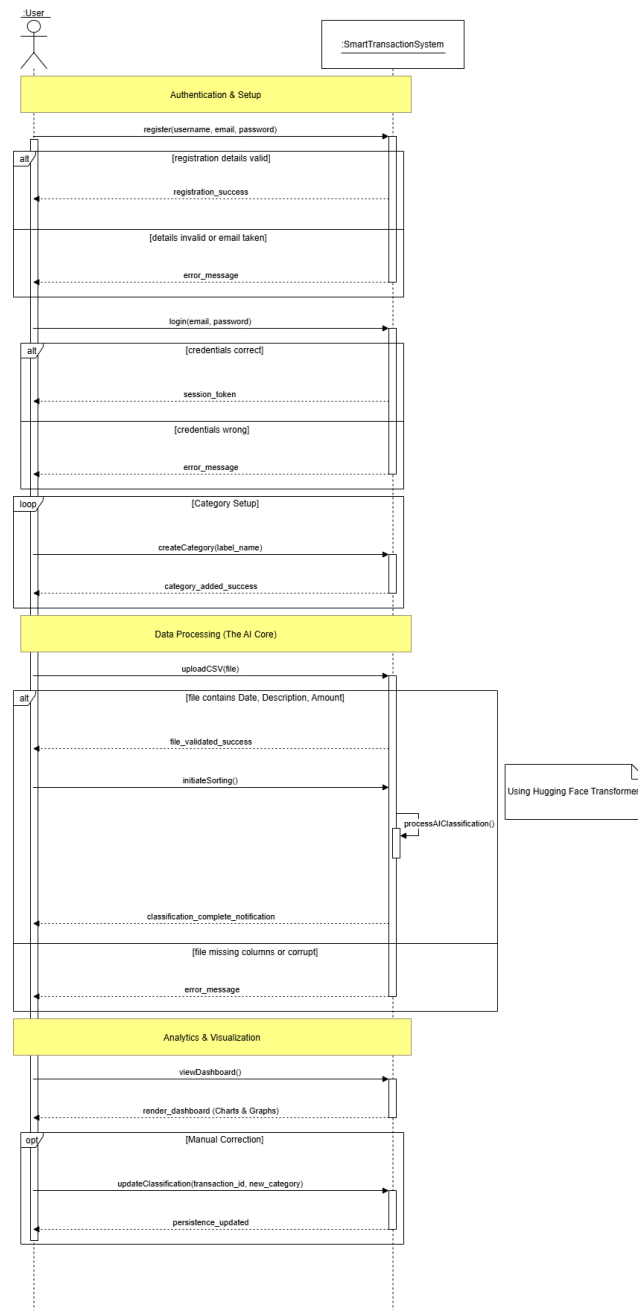 :User
:SmartTransactionSystem
Authentication & Setup
register(username, email, password)
alt
[registration details valid]
registration_success
[details invalid or email taken]
error_message
login(email, password)
alt
[credentials correct]
session_token
[credentials wrong]
error_message
loop
[Category Setup]
createCategory(label_name)
category_added_success
Data Processing (The AI Core)
uploadCSV(file)
alt
[file contains Date, Description, Amount]
file_validated_success
initiateSorting()
Using Hugging Face Transformer
processAIClassification()
classification_complete_notification
[file missing columns or corrupt]
error_message
Analytics & Visualization
viewDashboard()
render_dashboard (Charts & Graphs)
opt
[Manual Correction]
updateClassification(transaction_id, new_category)
persistence_updated